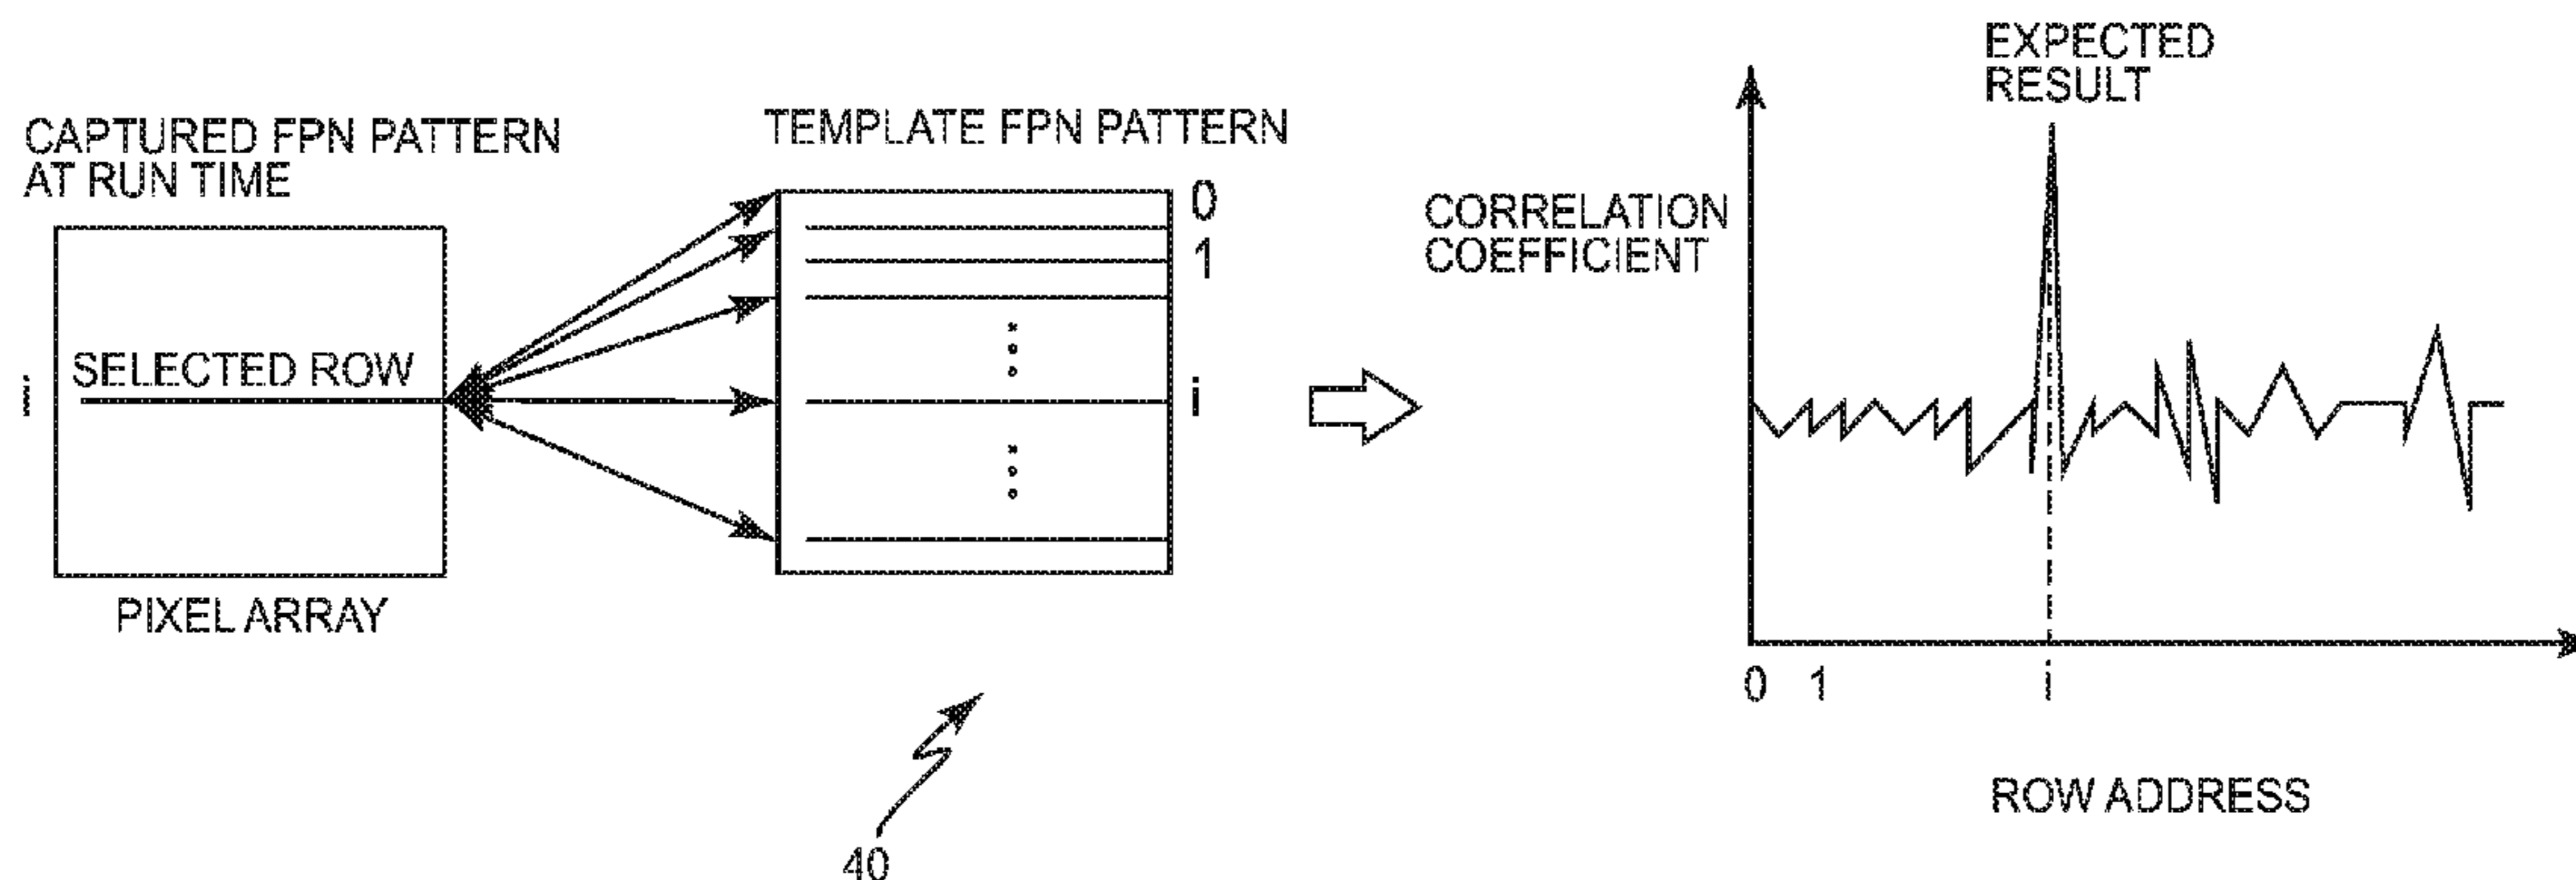 CAPTURED FPN PATTERN
AT RUN TIME
i
SELECTED ROW
PIXEL ARRAY
TEMPLATE FPN PATTERN
0
1
i
40
CORRELATION
COEFFICIENT
EXPECTED
RESULT
0 1 i
ROW ADDRESS